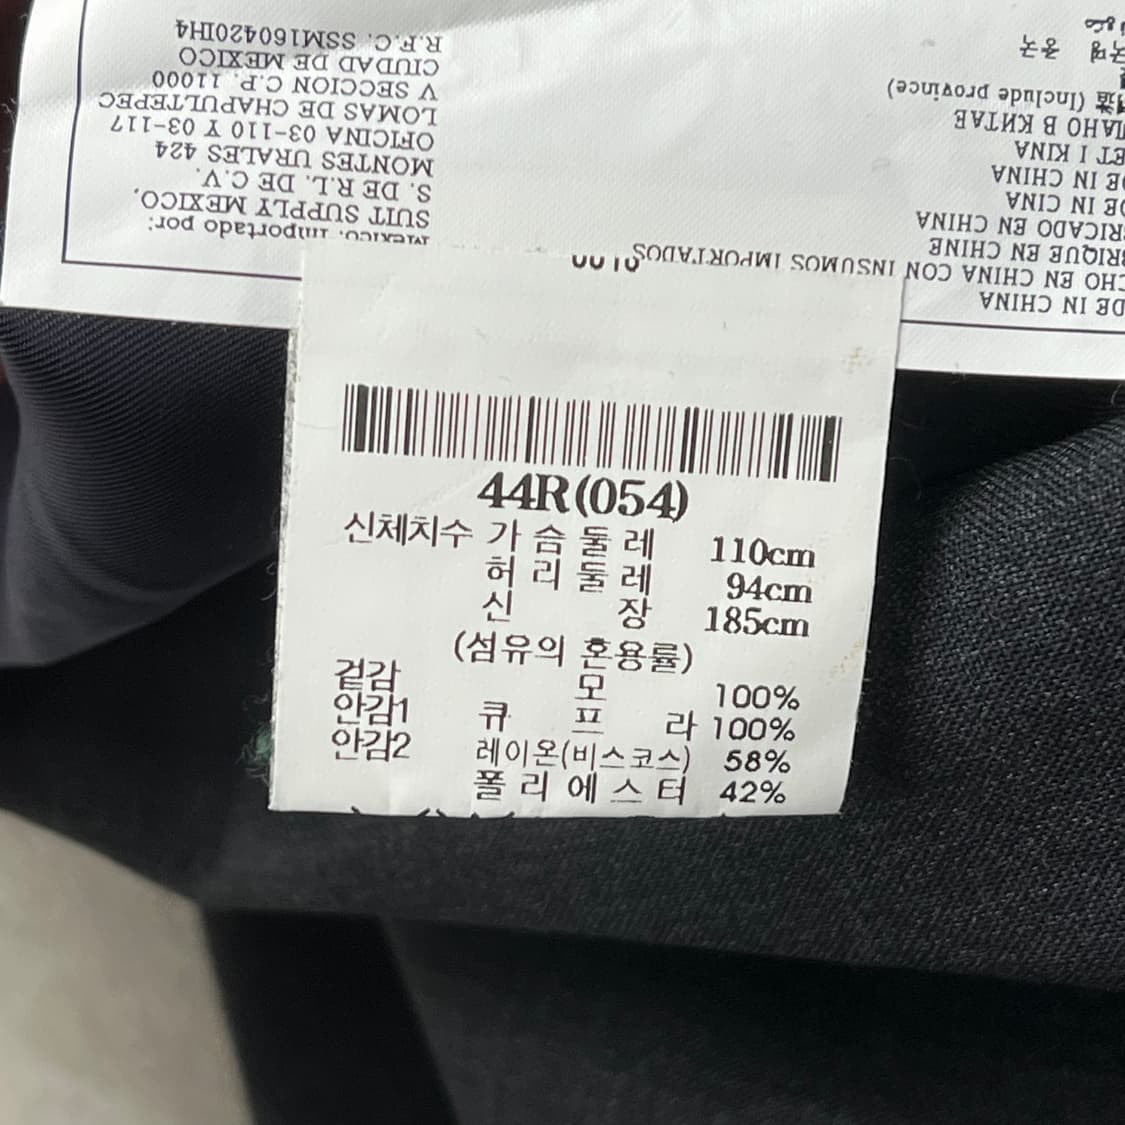 44R(054)
신체치수 가슴둘레 110cm
허리둘레 94cm
신장 185cm
(섬유의 혼용률)
겉감 모 100%
안감1 큐프라 100%
안감2 레이온(비스코스) 58%
폴리에스터 42%
DE IN CHINA
CHO EN CHINA CON INSUMOS IMPORTADOS
BRIQUE EN CHINE
BRICADO EN CHINA
DE IN CINA
DE IN CHINA
ET I KINA
ЛАНО В КИТАЕ
(Include province)
중국
Mexico. Importado por:
SUIT SUPPLY MEXICO,
S. DE R.L. DE C.V.
MONTES URALES 424
OFICINA 03-110 Y 03-117
LOMAS DE CHAPULTEPEC
V SECCION C.P. 11000
CIUDAD DE MEXICO
R.F.C. SSM160420IH4